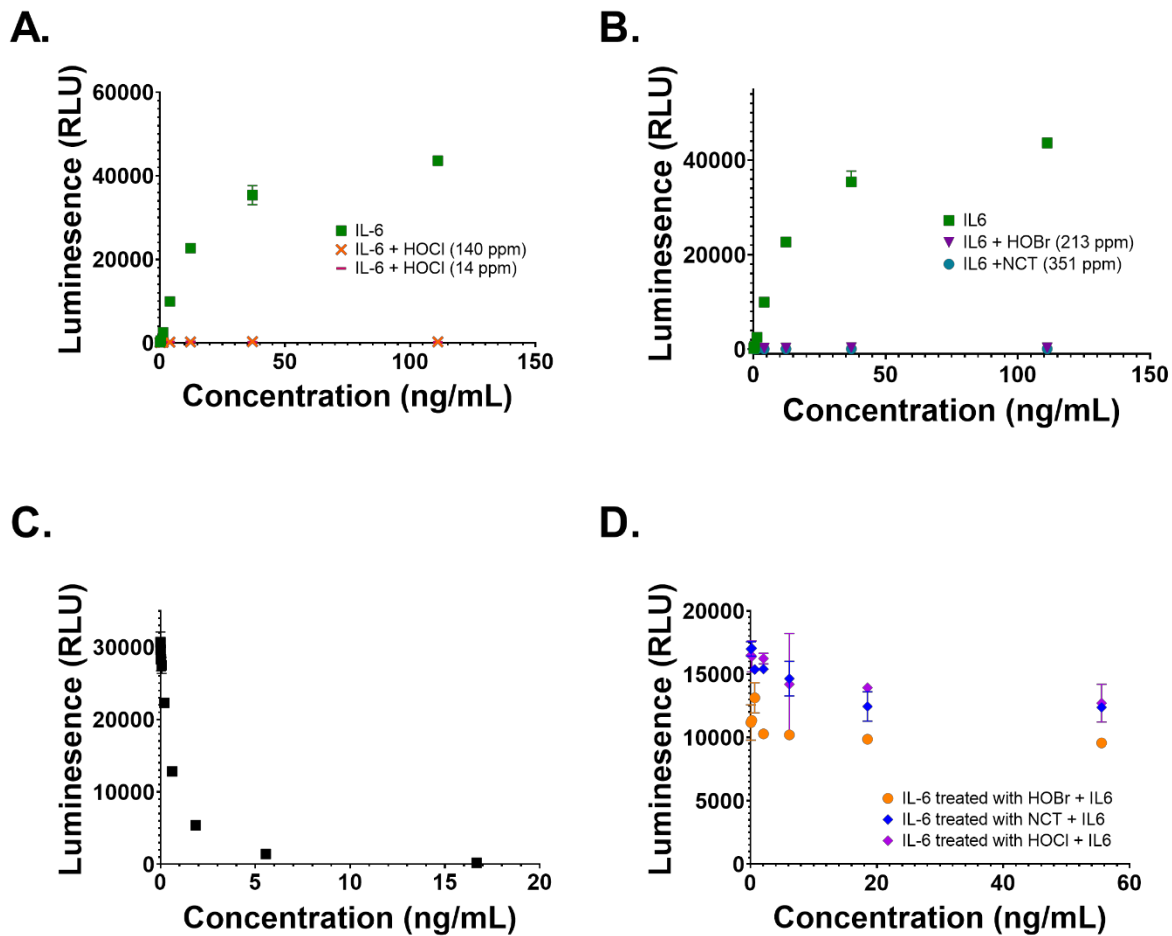 A.
Luminesence (RLU)
60000
40000
20000
0
0
50
100
150
IL-6
IL-6 + HOCl (140 ppm)
IL-6 + HOCl (14 ppm)
Concentration (ng/mL)
B.
Luminesence (RLU)
40000
20000
0
0
50
100
150
IL6
IL6 + HOBr (213 ppm)
IL6 +NCT (351 ppm)
Concentration (ng/mL)
C.
Luminesence (RLU)
30000
20000
10000
0
0
5
10
15
20
Concentration (ng/mL)
D.
Luminesence (RLU)
20000
15000
10000
5000
0
0
20
40
60
IL-6 treated with HOBr + IL6
IL-6 treated with NCT + IL6
IL-6 treated with HOCl + IL6
Concentration (ng/mL)